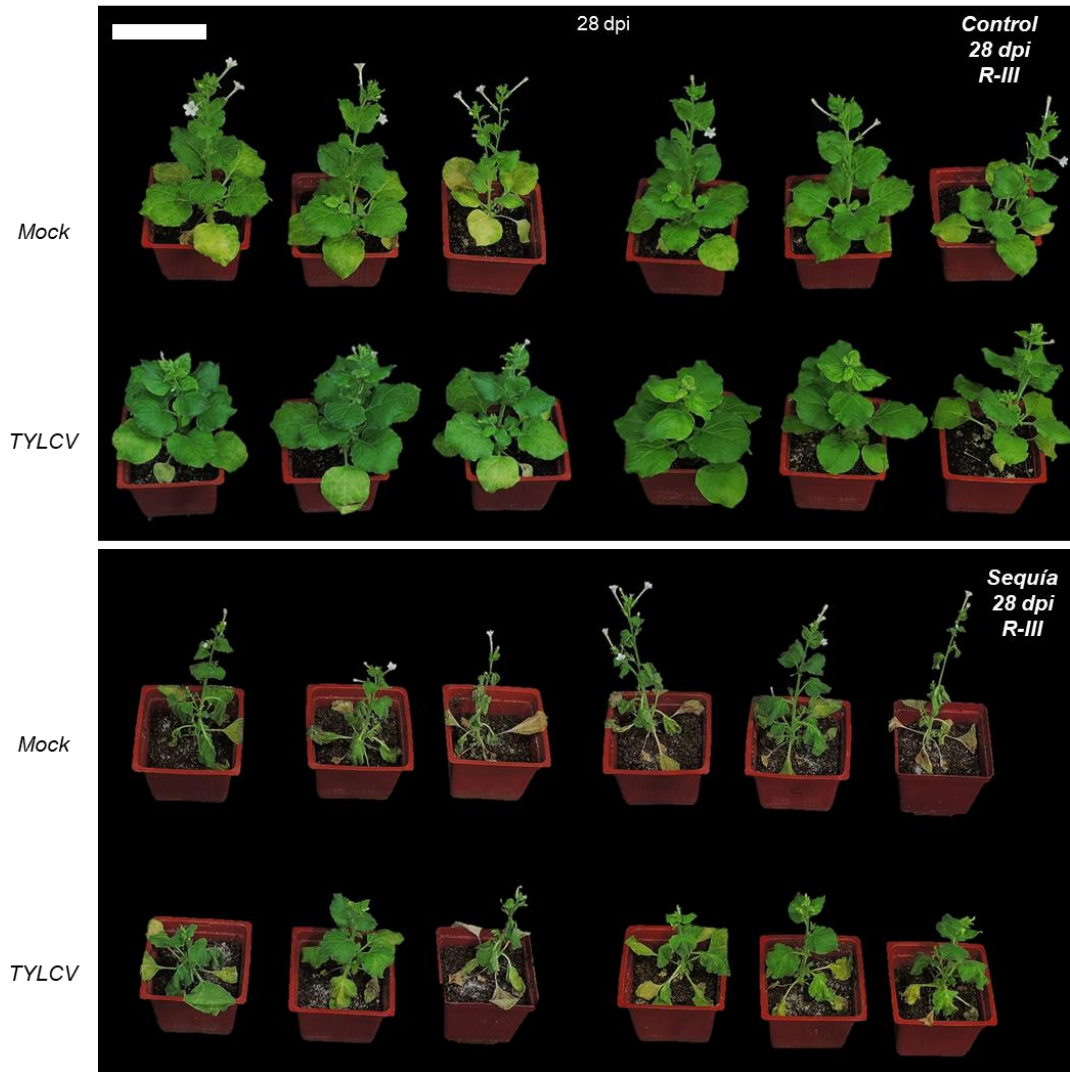 28 dpi
Control
28 dpi
R-III
Mock
TYLCV
Sequía
28 dpi
R-III
Mock
TYLCV